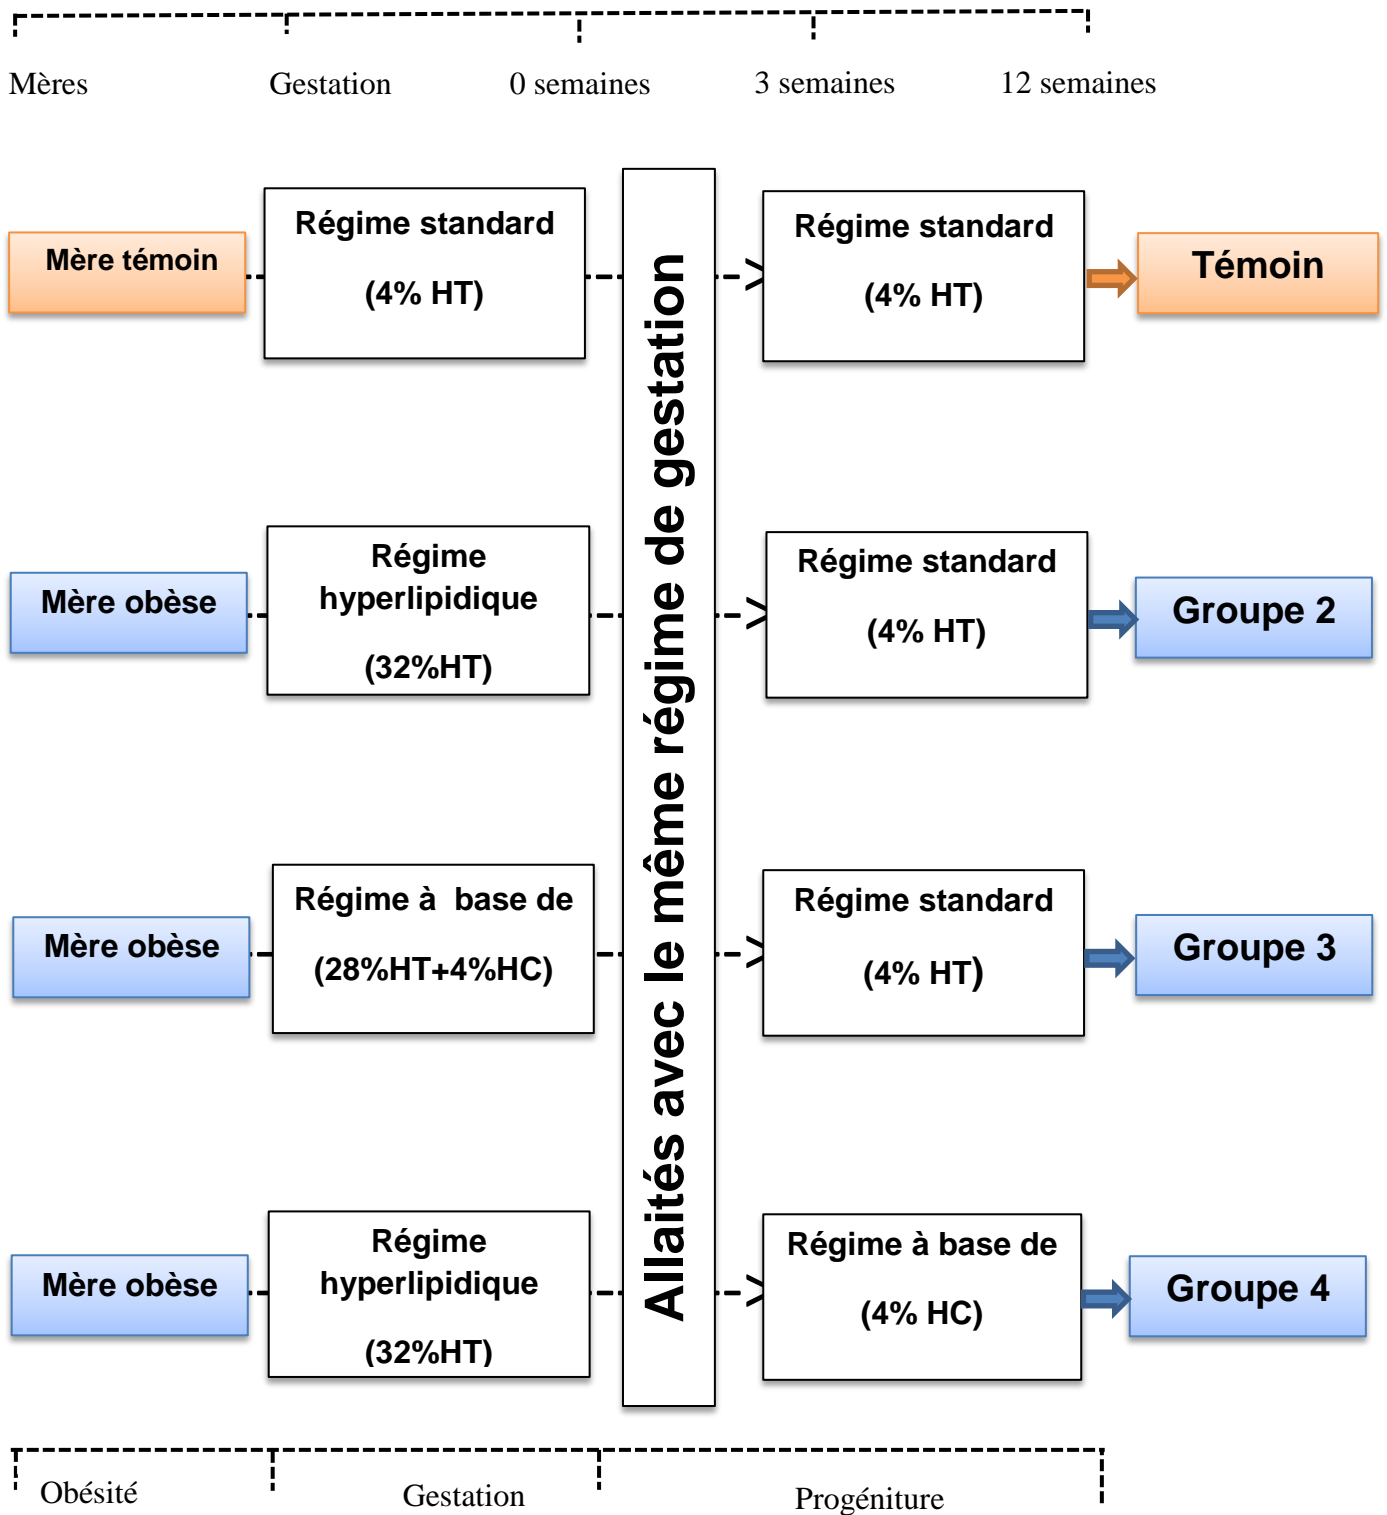 Mères Gestation 0 semaines 3 semaines 12 semaines
Mère témoin
Régime standard
(4% HT)
Régime standard
(4% HT)
Témoin
Mère obèse
Régime
hyperlipidique
(32%HT)
Régime standard
(4% HT)
Groupe 2
Mère obèse
Régime à base de
(28%HT+4%HC)
Régime standard
(4% HT)
Groupe 3
Mère obèse
Régime
hyperlipidique
(32%HT)
Régime à base de
(4% HC)
Groupe 4
Allaités avec le même régime de gestation
Obésité Gestation Progéniture